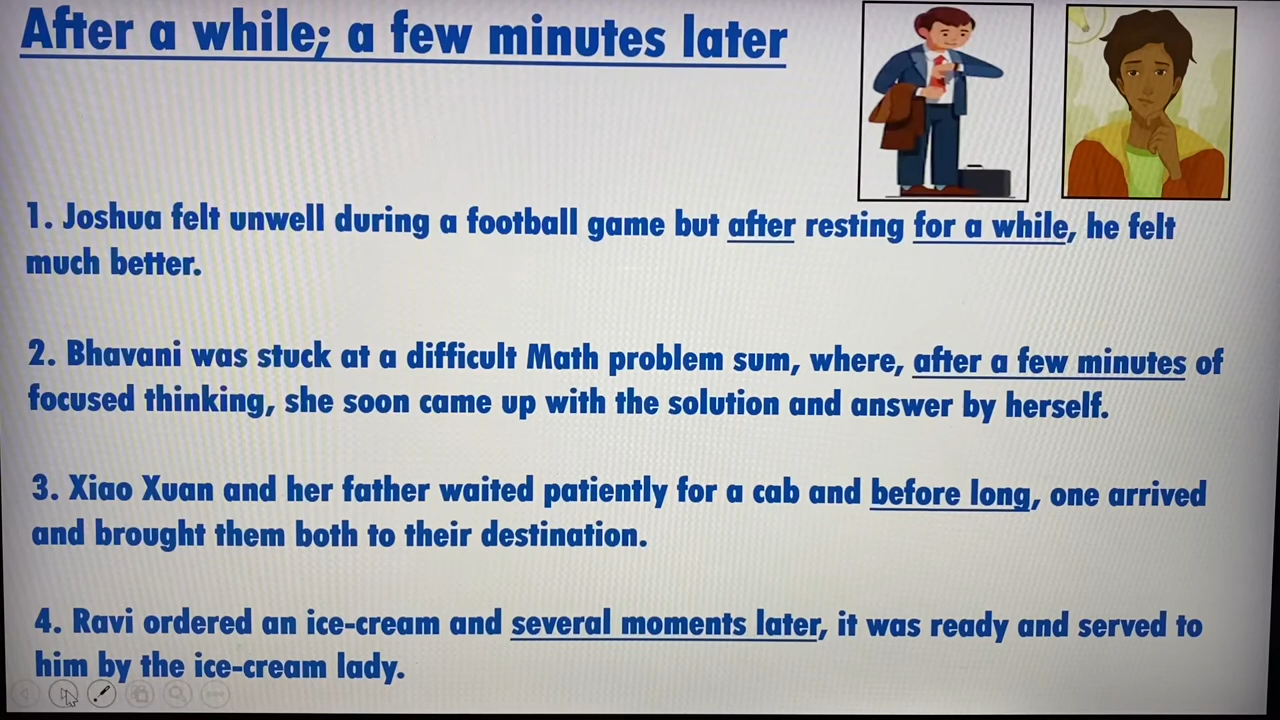 After a while; a few minutes later
1. Joshua felt unwell during a football game but after resting for a while, he felt
much better.
2. Bhavani was stuck at a difficult Math problem sum, where, after a few minutes of
focused thinking, she soon came up with the solution and answer by herself.
3. Xiao Xuan and her father waited patiently for a cab and before long, one arrived
and brought them both to their destination.
4. Ravi ordered an ice-cream and several moments later, it was ready and served to
him by the ice-cream lady.